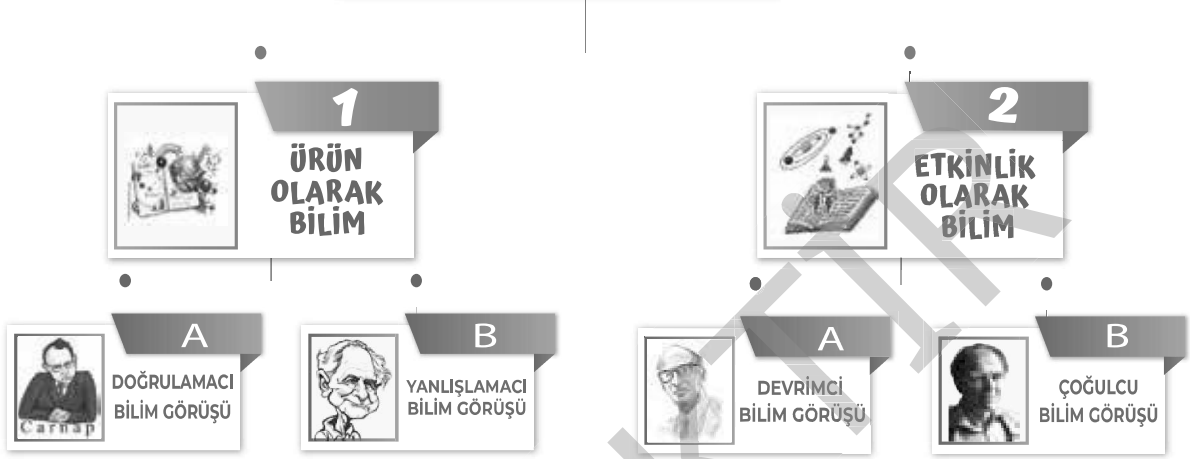 1
ÜRÜN
OLARAK
BİLİM
2
ETKİNLİK
OLARAK
BİLİM
A
DOĞRULAMACI
BİLİM GÖRÜŞÜ
Carnap
B
YANLIŞLAMACI
BİLİM GÖRÜŞÜ
A
DEVRİMCİ
BİLİM GÖRÜŞÜ
B
ÇOĞULCU
BİLİM GÖRÜŞÜ